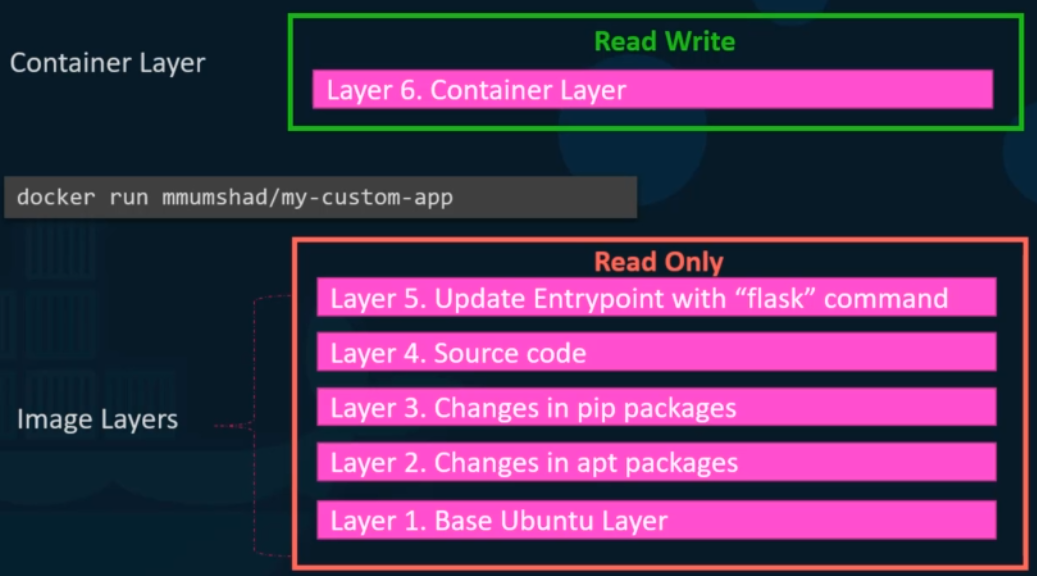 Read Write
Container Layer
Layer 6. Container Layer
docker run mmumshad/my-custom-app
Read Only
Layer 5. Update Entrypoint with “flask” command
Layer 4. Source code
Layer 3. Changes in pip packages
Image Layers
Layer 2. Changes in apt packages
Layer 1. Base Ubuntu Layer